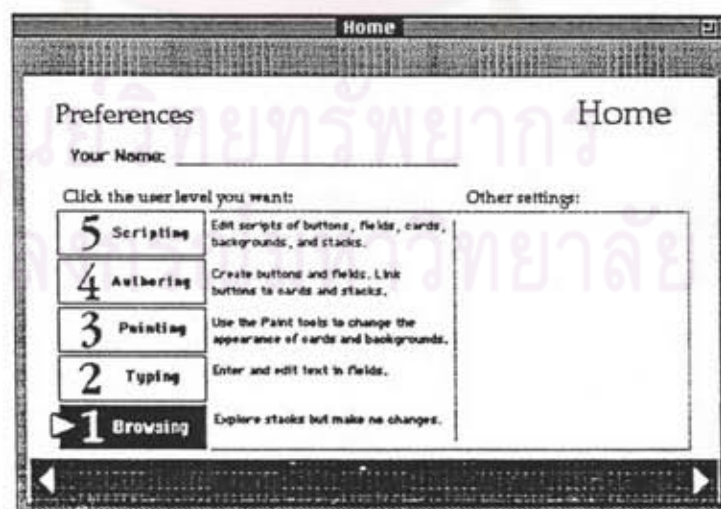 Home
Preferences
Home
Your Name:
Click the user level you want:
Other settings:
5 Scripting
Edit scripts of buttons, fields, cards,
backgrounds, and stacks.
4 Authoring
Create buttons and fields. Link
buttons to cards and stacks.
3 Painting
Use the Paint tools to change the
appearance of cards and backgrounds.
2 Typing
Enter and edit text in fields.
1 Browsing
Explore stacks but make no changes.